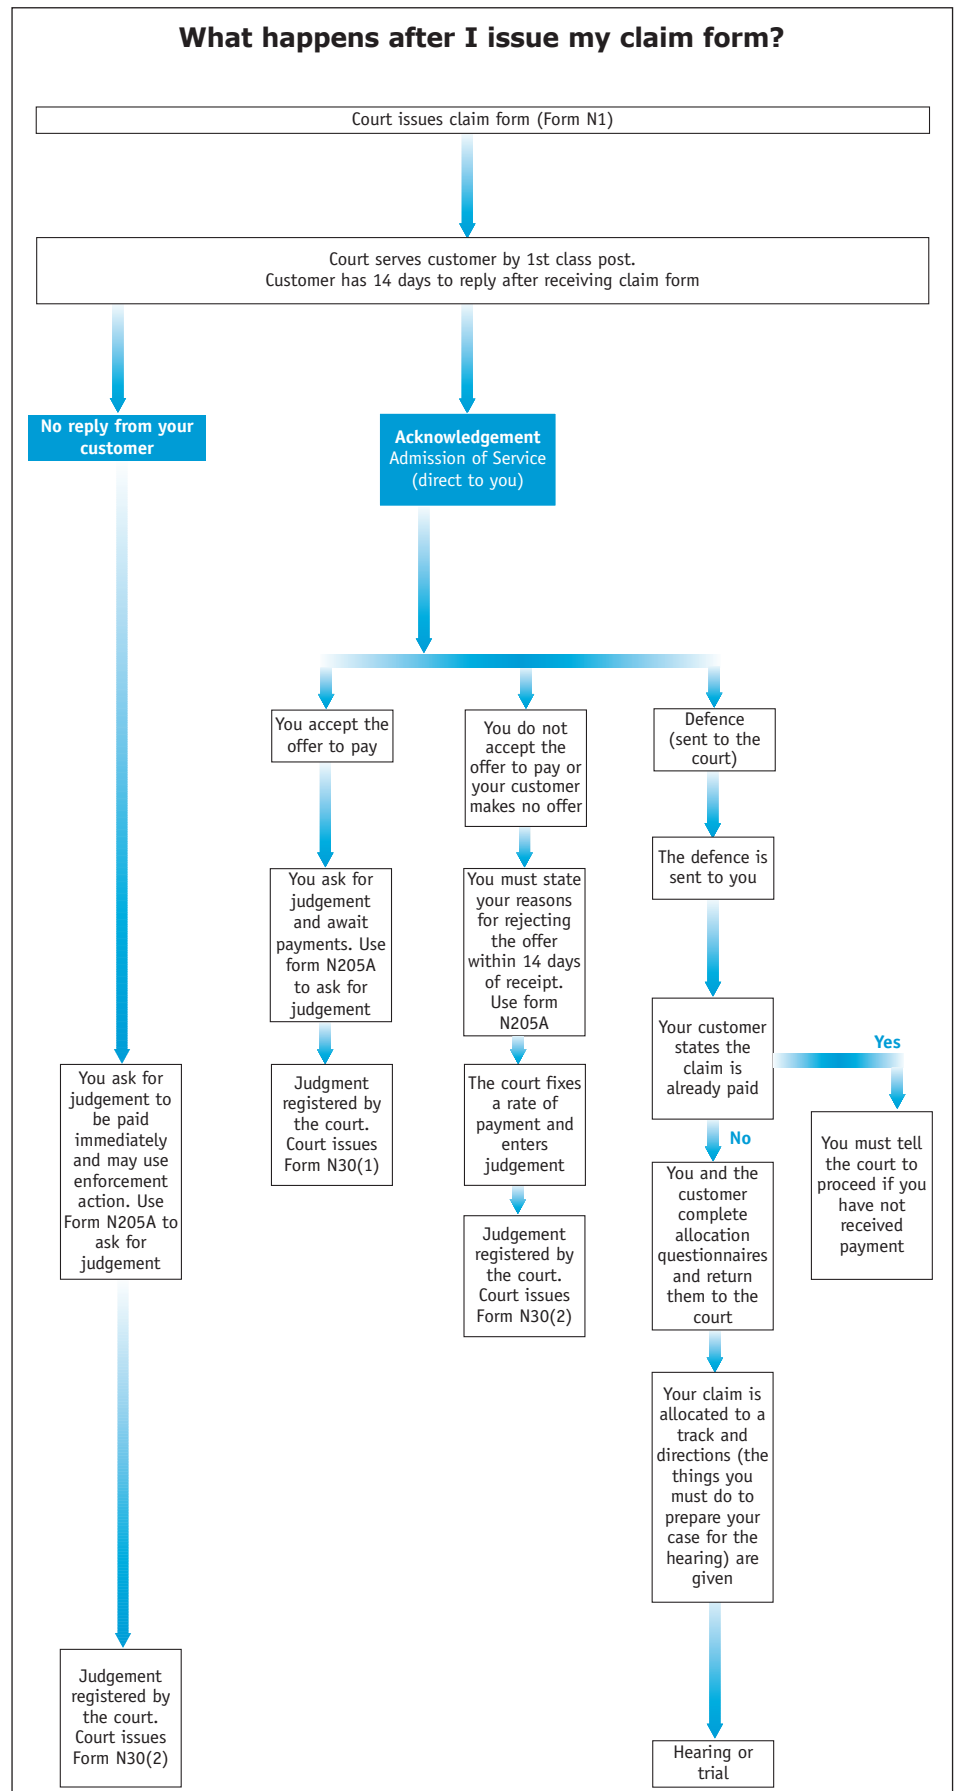 What happens after I issue my claim form?
Court issues claim form (Form N1)
Court serves customer by 1st class post.
Customer has 14 days to reply after receiving claim form
No reply from your
customer
Acknowledgement
Admission of Service
(direct to you)
You accept the
offer to pay
You do not
accept the
offer to pay or
your customer
makes no offer
Defence
(sent to the
court)
The defence is
sent to you
You ask for
judgement
and await
payments. Use
form N205A
to ask for
judgement
You must state
your reasons
for rejecting
the offer
within 14 days
of receipt.
Use form
N205A
Your customer
states the
claim is
already paid
Yes
You ask for
judgement to
be paid
immediately
and may use
enforcement
action. Use
Form N205A to
ask for
judgement
Judgment
registered by
the court.
Court issues
Form N30(1)
The court fixes
a rate of
payment and
enters
judgement
No
You must tell
the court to
proceed if you
have not
received
payment
You and the
customer
complete
allocation
questionnaires
and return
them to the
court
Judgement
registered by
the court.
Court issues
Form N30(2)
Your claim is
allocated to a
track and
directions (the
things you
must do to
prepare your
case for the
hearing) are
given
Judgement
registered by
the court.
Court issues
Form N30(2)
Hearing or
trial